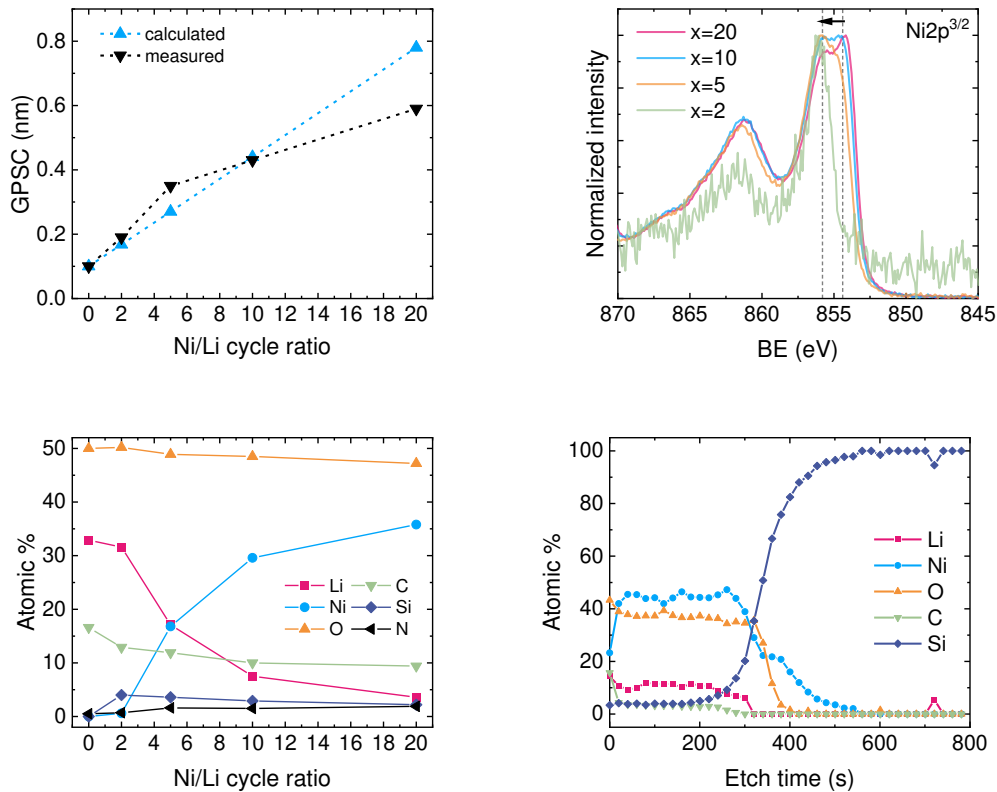 calculated
measured
0.8
0.6
0.4
0.2
0.0
GPSC (nm)
0 2 4 6 8 10 12 14 16 18 20
Ni/Li cycle ratio
Ni2p3/2
x=20
x=10
x=5
x=2
Normalized intensity
870 865 860 855 850 845
BE (eV)
50
40
30
20
10
0
Atomic %
Li C
Ni Si
O N
0 2 4 6 8 10 12 14 16 18 20
Ni/Li cycle ratio
100
80
60
40
20
0
Atomic %
Li
Ni
O
C
Si
0 200 400 600 800
Etch time (s)